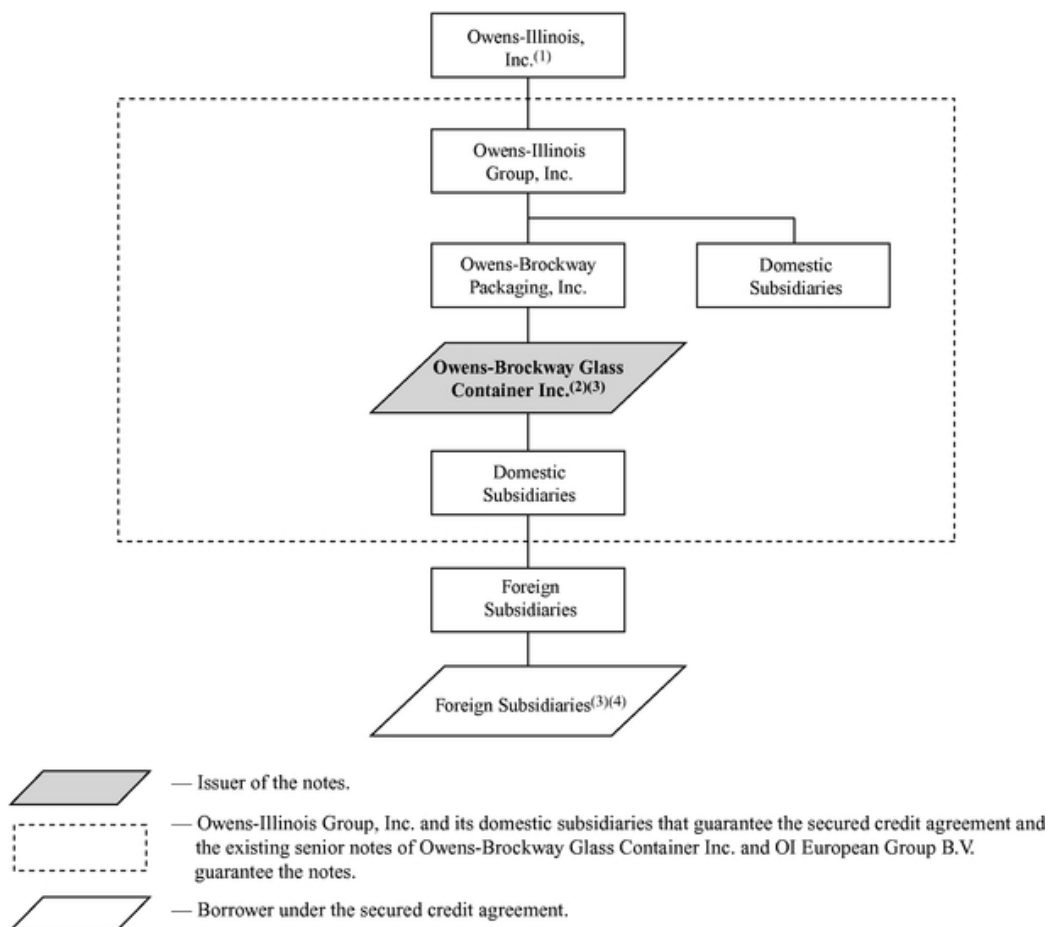 Owens-Illinois,
Inc.(1)
Owens-Illinois
Group, Inc.
Owens-Brockway
Packaging, Inc.
Domestic
Subsidiaries
Owens-Brockway Glass
Container Inc.(2)(3)
Domestic
Subsidiaries
Foreign
Subsidiaries
Foreign Subsidiaries(3)(4)
— Issuer of the notes.
— Owens-Illinois Group, Inc. and its domestic subsidiaries that guarantee the secured credit agreement and
the existing senior notes of Owens-Brockway Glass Container Inc. and OI European Group B.V.
guarantee the notes.
— Borrower under the secured credit agreement.